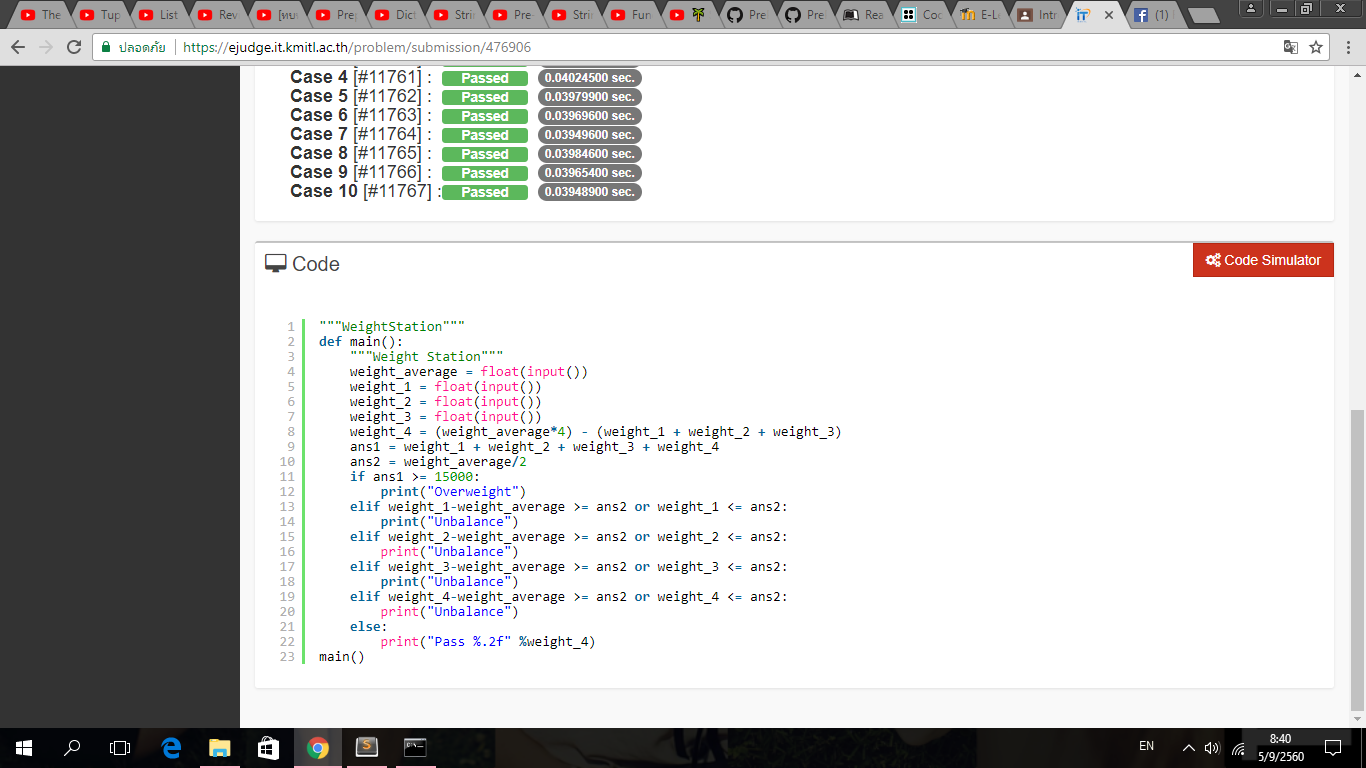 The
Tup
List
Rev
[ทบว
Pre
Dict
Strin
Pre-
Strin
Fun
Pre
Pre
Rea
Coc
E-Le
Intr
(1)
ปลอดภัย https://ejudge.it.kmitl.ac.th/problem/submission/476906
Case 4 [#11761] : Passed 0.04024500 sec.
Case 5 [#11762] : Passed 0.03979900 sec.
Case 6 [#11763] : Passed 0.03969600 sec.
Case 7 [#11764] : Passed 0.03949600 sec.
Case 8 [#11765] : Passed 0.03984600 sec.
Case 9 [#11766] : Passed 0.03965400 sec.
Case 10 [#11767] : Passed 0.03948900 sec.
Code
Code Simulator
1 """WeightStation"""
2 def main():
3     """Weight Station"""
4     weight_average = float(input())
5     weight_1 = float(input())
6     weight_2 = float(input())
7     weight_3 = float(input())
8     weight_4 = (weight_average*4) - (weight_1 + weight_2 + weight_3)
9     ans1 = weight_1 + weight_2 + weight_3 + weight_4
10     ans2 = weight_average/2
11     if ans1 >= 15000:
12         print("Overweight")
13     elif weight_1-weight_average >= ans2 or weight_1 <= ans2:
14         print("Unbalance")
15     elif weight_2-weight_average >= ans2 or weight_2 <= ans2:
16         print("Unbalance")
17     elif weight_3-weight_average >= ans2 or weight_3 <= ans2:
18         print("Unbalance")
19     elif weight_4-weight_average >= ans2 or weight_4 <= ans2:
20         print("Unbalance")
21     else:
22         print("Pass %.2f" %weight_4)
23 main()
EN
8:40
5/9/2560